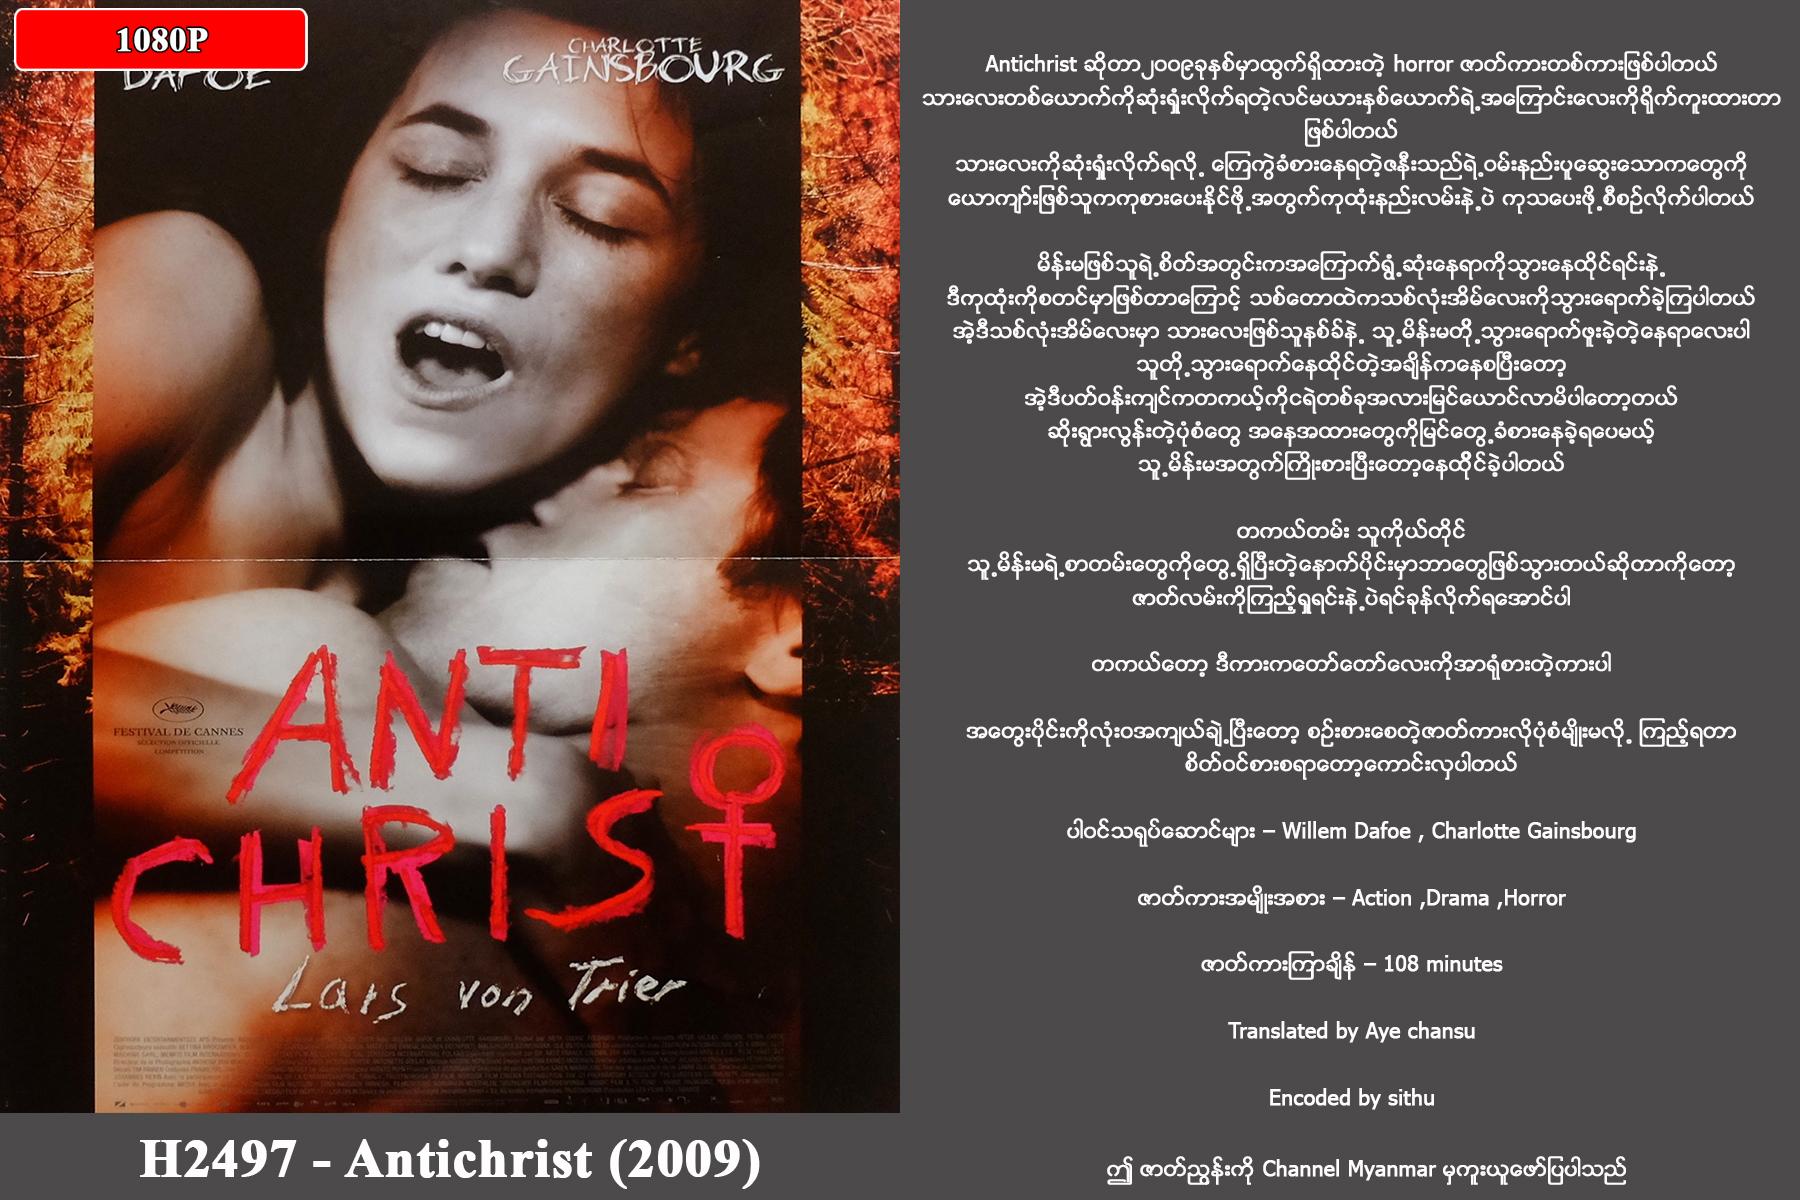 1080P
DAFOE
CHARLOTTE
GAINSBOURG
FESTIVAL DE CANNES
SÉLECTION OFFICIELLE
COMPÉTITION
ANTI
CHRIST
Lars von Trier
H2497 - Antichrist (2009)
Antichrist ဆိုတာ၂၀၀၉ခုနှစ်မှာထွက်ရှိထားတဲ့ horror ဇာတ်ကားတစ်ကားဖြစ်ပါတယ်
သားလေးတစ်ယောက်ကိုဆုံးရှုံးလိုက်ရတဲ့လင်မယားနှစ်ယောက်ရဲ့အကြောင်းလေးကိုရိုက်ကူးထားတာ
ဖြစ်ပါတယ်
သားလေးကိုဆုံးရှုံးလိုက်ရလို့ ကြေကွဲခံစားနေရတဲ့ဇနီးသည်ရဲ့ဝမ်းနည်းပူဆွေးသောကတွေကို
ယောကျာ်းဖြစ်သူကကုစားပေးနိုင်ဖို့အတွက်ကုထုံးနည်းလမ်းနဲ့ပဲ ကုသပေးဖို့စီစဉ်လိုက်ပါတယ်
မိန်းမဖြစ်သူရဲ့စိတ်အတွင်းကအကြောက်ရွံ့ဆုံးနေရာကိုသွားနေထိုင်ရင်းနဲ့
ဒီကုထုံးကိုစတင်မှာဖြစ်တာကြောင့် သစ်တောထဲကသစ်လုံးအိမ်လေးကိုသွားရောက်ခဲ့ကြပါတယ်
အဲ့ဒီသစ်လုံးအိမ်လေးမှာ သားလေးဖြစ်သူနစ်ခ်နဲ့ သူ့မိန်းမတို့သွားရောက်ဖူးခဲ့တဲ့နေရာလေးပါ
သူတို့သွားရောက်နေထိုင်တဲ့အချိန်ကနေစပြီးတော့
အဲ့ဒီပတ်ဝန်းကျင်ကတကယ့်ကိုငရဲတစ်ခုအလားမြင်ယောင်လာမိပါတော့တယ်
ဆိုးရွားလွန်းတဲ့ပုံစံတွေ အနေအထားတွေကိုမြင်တွေ့ခံစားနေခဲ့ရပေမယ့်
သူ့မိန်းမအတွက်ကြိုးစားပြီးတော့နေထိုင်ခဲ့ပါတယ်
တကယ်တမ်း သူကိုယ်တိုင်
သူ့မိန်းမရဲ့စာတမ်းတွေကိုတွေ့ရှိပြီးတဲ့နောက်ပိုင်းမှာဘာတွေဖြစ်သွားတယ်ဆိုတာကိုတော့
ဇာတ်လမ်းကိုကြည့်ရှုရင်းနဲ့ပဲရင်ခုန်လိုက်ရအောင်ပါ
တကယ်တော့ ဒီကားကတော်တော်လေးကိုအာရုံစားတဲ့ကားပါ
အတွေးပိုင်းကိုလုံးဝအကျယ်ချဲ့ပြီးတော့ စဉ်းစားစေတဲ့ဇာတ်ကားလိုပုံစံမျိုးမလို့ ကြည့်ရတာ
စိတ်ဝင်စားစရာတော့ကောင်းလှပါတယ်
ပါဝင်သရုပ်ဆောင်များ – Willem Dafoe , Charlotte Gainsbourg
ဇာတ်ကားအမျိုးအစား – Action ,Drama ,Horror
ဇာတ်ကားကြာချိန် – 108 minutes
Translated by Aye chansu
Encoded by sithu
ဤ ဇာတ်ညွှန်းကို Channel Myanmar မှကူးယူဖော်ပြပါသည်